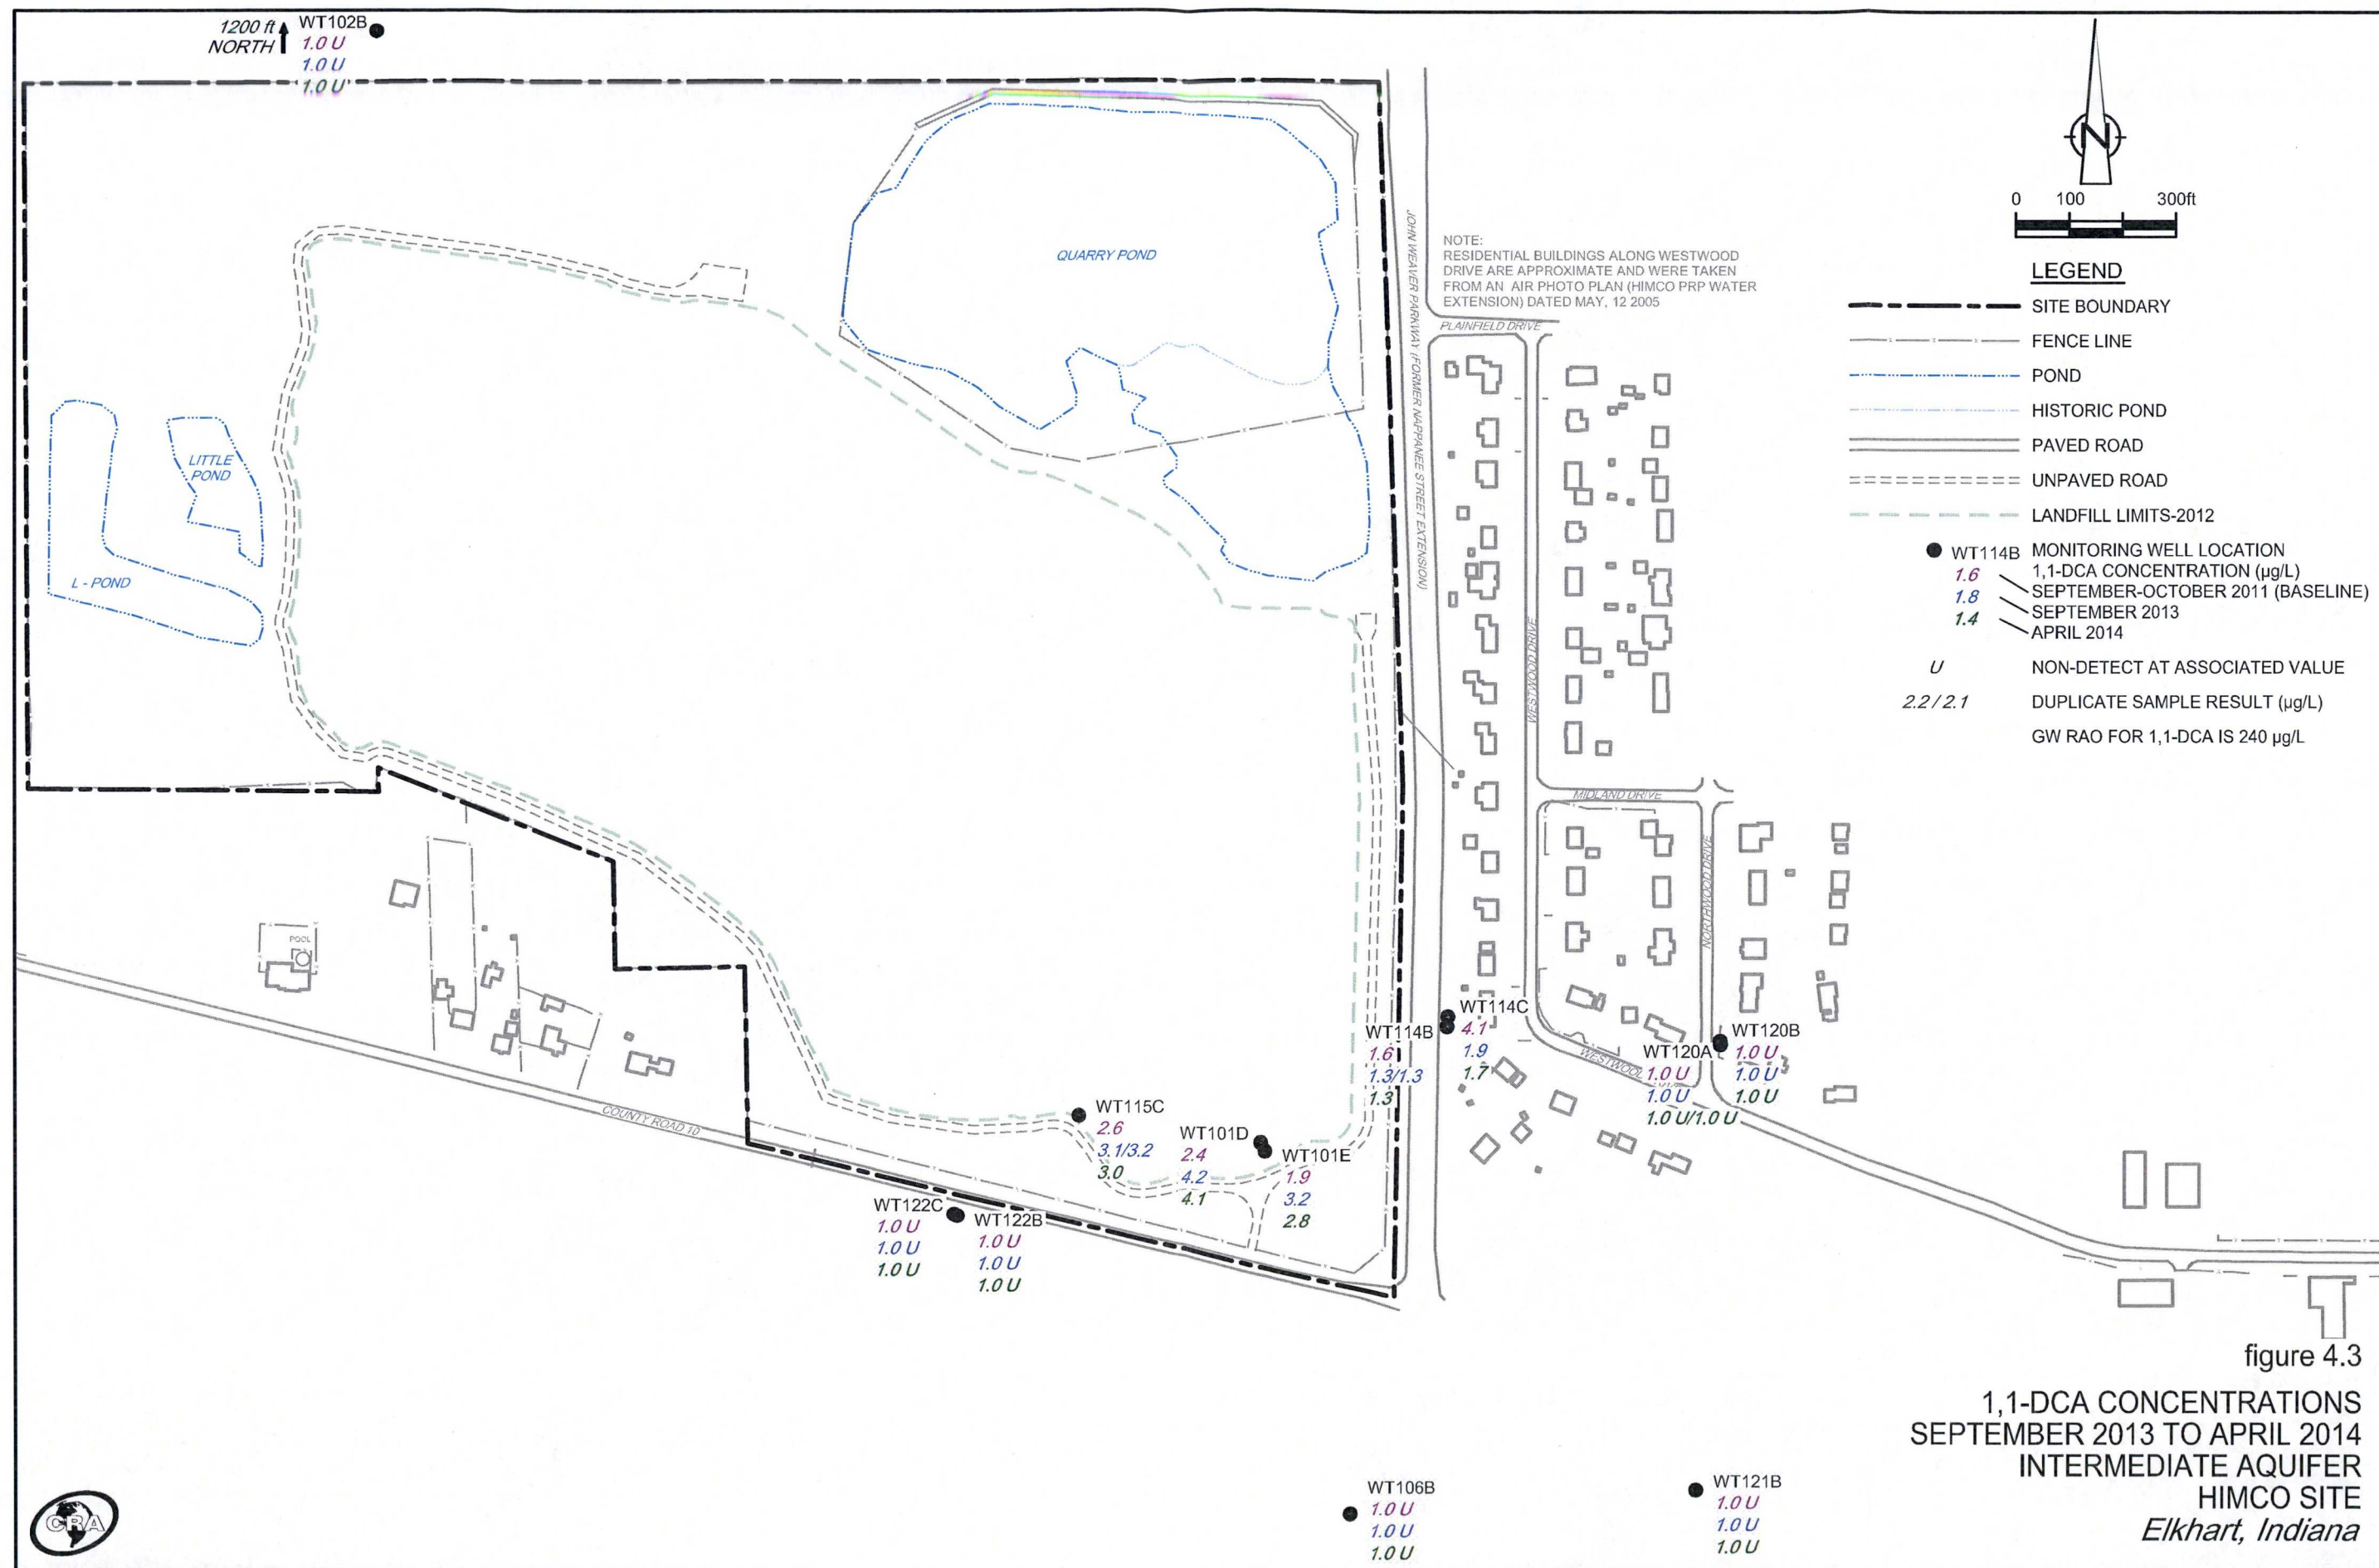 1200 ft
NORTH
WT102B
1.0 U
1.0 U
1.0 U
QUARRY POND
LITTLE
POND
L - POND
JOHN WEAVER PARKWAY (FORMER NAPPANEE STREET EXTENSION)
NOTE:
RESIDENTIAL BUILDINGS ALONG WESTWOOD
DRIVE ARE APPROXIMATE AND WERE TAKEN
FROM AN AIR PHOTO PLAN (HIMCO PRP WATER
EXTENSION) DATED MAY, 12 2005
PLAINFIELD DRIVE
WESTWOOD DRIVE
MIDLAND DRIVE
NORTHWOOD DRIVE
N
0 100 300ft
LEGEND
SITE BOUNDARY
FENCE LINE
POND
HISTORIC POND
PAVED ROAD
UNPAVED ROAD
LANDFILL LIMITS-2012
WT114B MONITORING WELL LOCATION
1.6 1,1-DCA CONCENTRATION (µg/L)
1.8 SEPTEMBER-OCTOBER 2011 (BASELINE)
1.4 SEPTEMBER 2013
APRIL 2014
U NON-DETECT AT ASSOCIATED VALUE
2.2 / 2.1 DUPLICATE SAMPLE RESULT (µg/L)
GW RAO FOR 1,1-DCA IS 240 µg/L
POOL
COUNTY ROAD 10
WT114C
4.1
1.9
1.7
WT114B
1.6
1.3/1.3
1.3
WT120B
1.0 U
1.0 U
1.0 U
WT120A
1.0 U
1.0 U
1.0 U/1.0 U
WT115C
2.6
3.1/3.2
3.0
WT101D
2.4
4.2
4.1
WT101E
1.9
3.2
2.8
WT122C
1.0 U
1.0 U
1.0 U
WT122B
1.0 U
1.0 U
1.0 U
WT106B
1.0 U
1.0 U
1.0 U
WT121B
1.0 U
1.0 U
1.0 U
figure 4.3
1,1-DCA CONCENTRATIONS
SEPTEMBER 2013 TO APRIL 2014
INTERMEDIATE AQUIFER
HIMCO SITE
Elkhart, Indiana
CRA